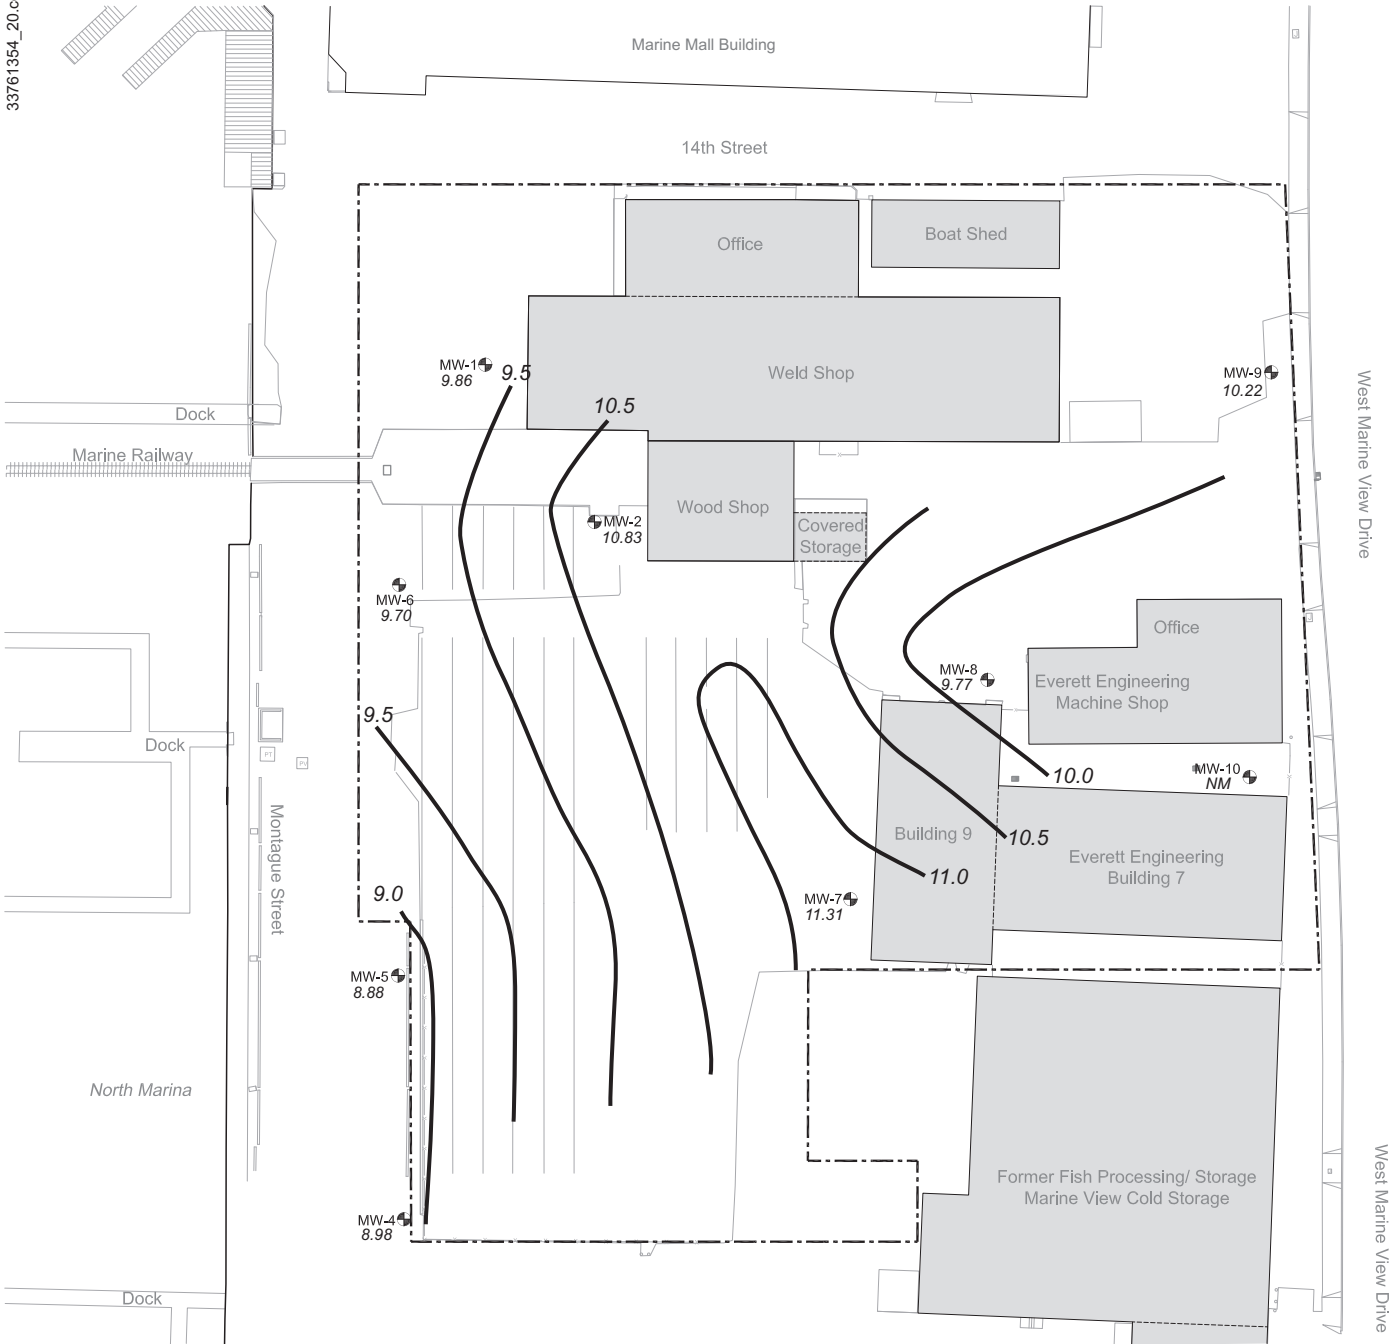 33761354_20.c
Marine Mall Building
14th Street
Office
Boat Shed
Weld Shop
MW-1
9.86
9.5
10.5
MW-9
10.22
West Marine View Drive
Dock
Marine Railway
Wood Shop
Covered
Storage
MW-2
10.83
MW-6
9.70
Office
Everett Engineering
Machine Shop
MW-8
9.77
9.5
Dock
PT
PV
Montague Street
10.0
MW-10
NM
Building 9
10.5
Everett Engineering
Building 7
11.0
9.0
MW-7
11.31
MW-5
8.88
North Marina
Former Fish Processing/ Storage
Marine View Cold Storage
West Marine View Drive
MW-4
8.98
Dock